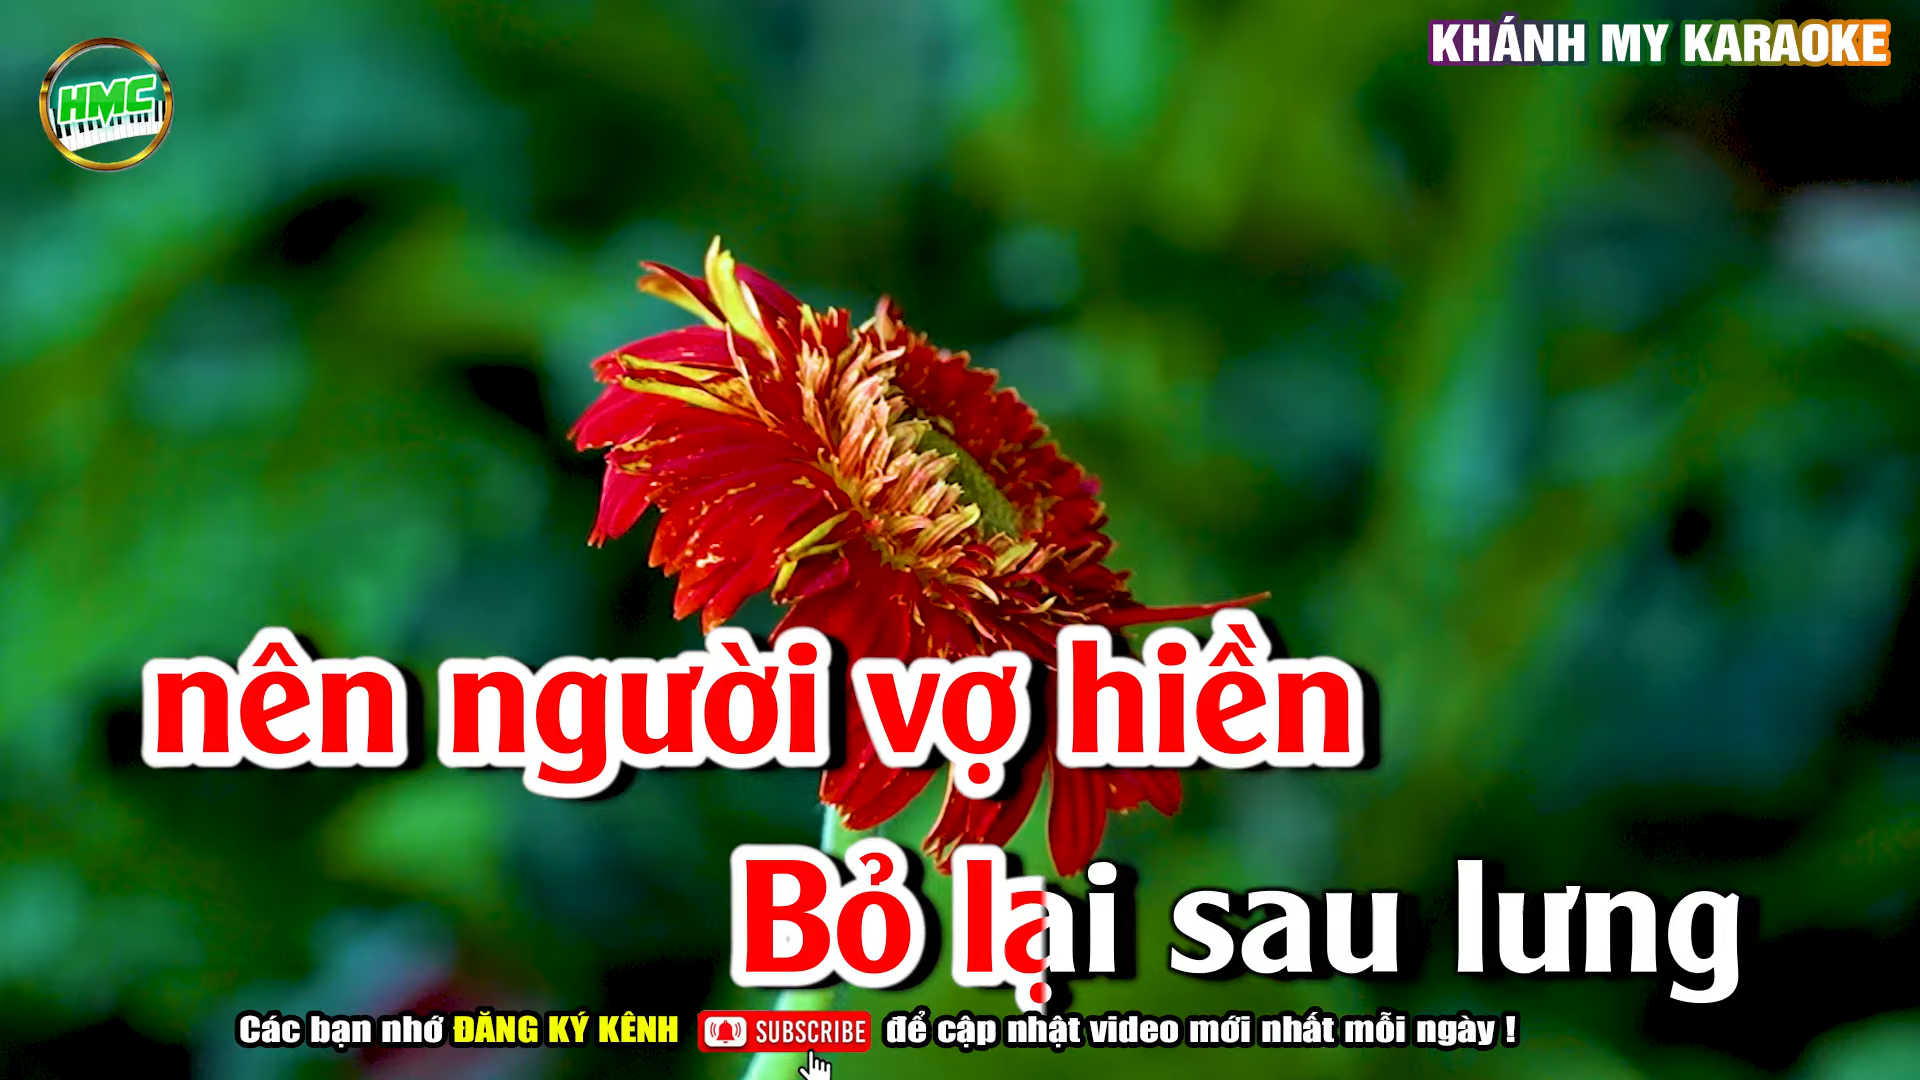 KHÁNH MY KARAOKE
HMC
nên người vợ hiền
Bỏ lại sau lưng
Các bạn nhớ ĐĂNG KÝ KÊNH SUBSCRIBE để cập nhật video mới nhất mỗi ngày !